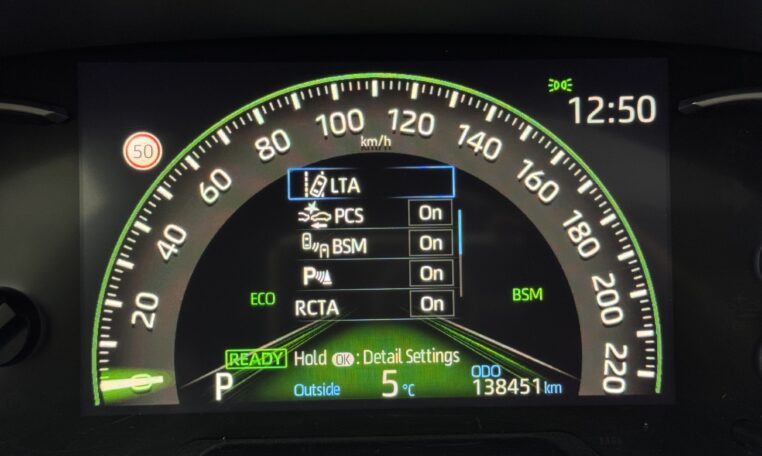 12:50
50
100 120
km/h
80 140
60 160
40 180
20 200
220
LTA
PCS On
BSM On
P On
RCTA On
ECO BSM
READY Hold OK : Detail Settings
P Outside 5 °C ODO 138451 km